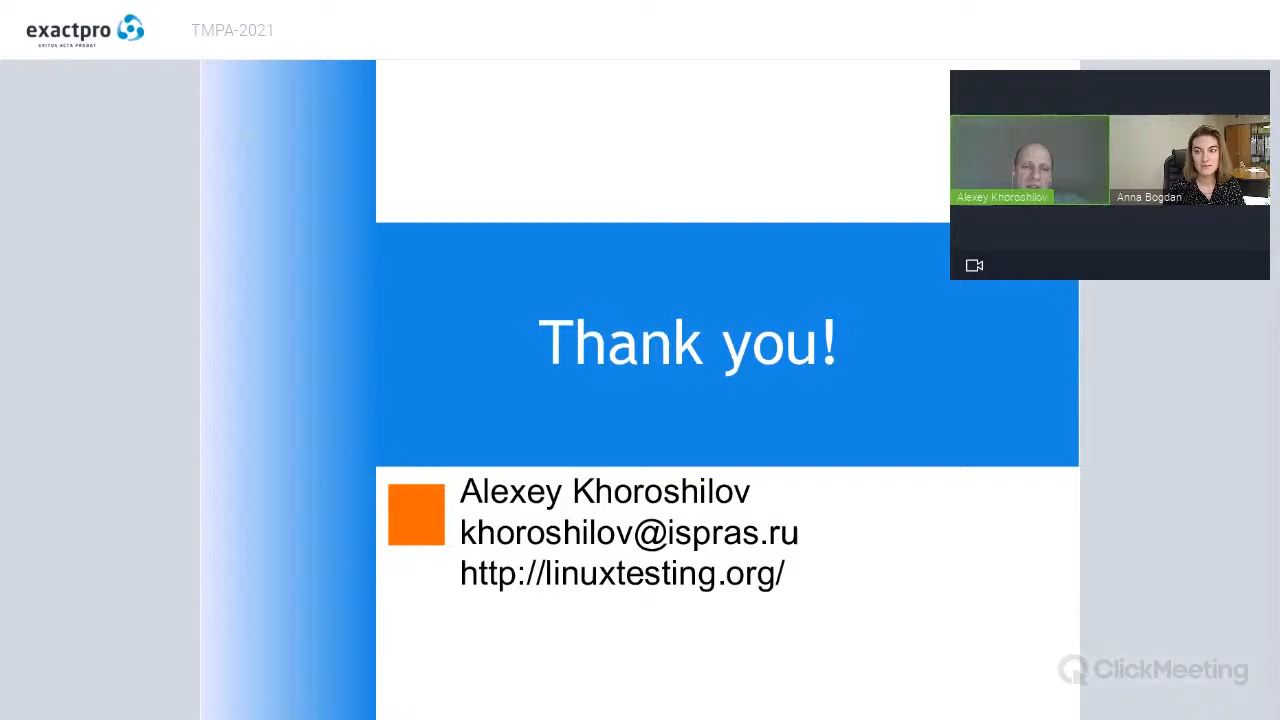 exactpro
EXITUS ACTA PROBAT
TMPA-2021
Alexey Khoroshilov
Anna Bogdan
Thank you!
Alexey Khoroshilov
khoroshilov@ispras.ru
http://linuxtesting.org/
ClickMeeting